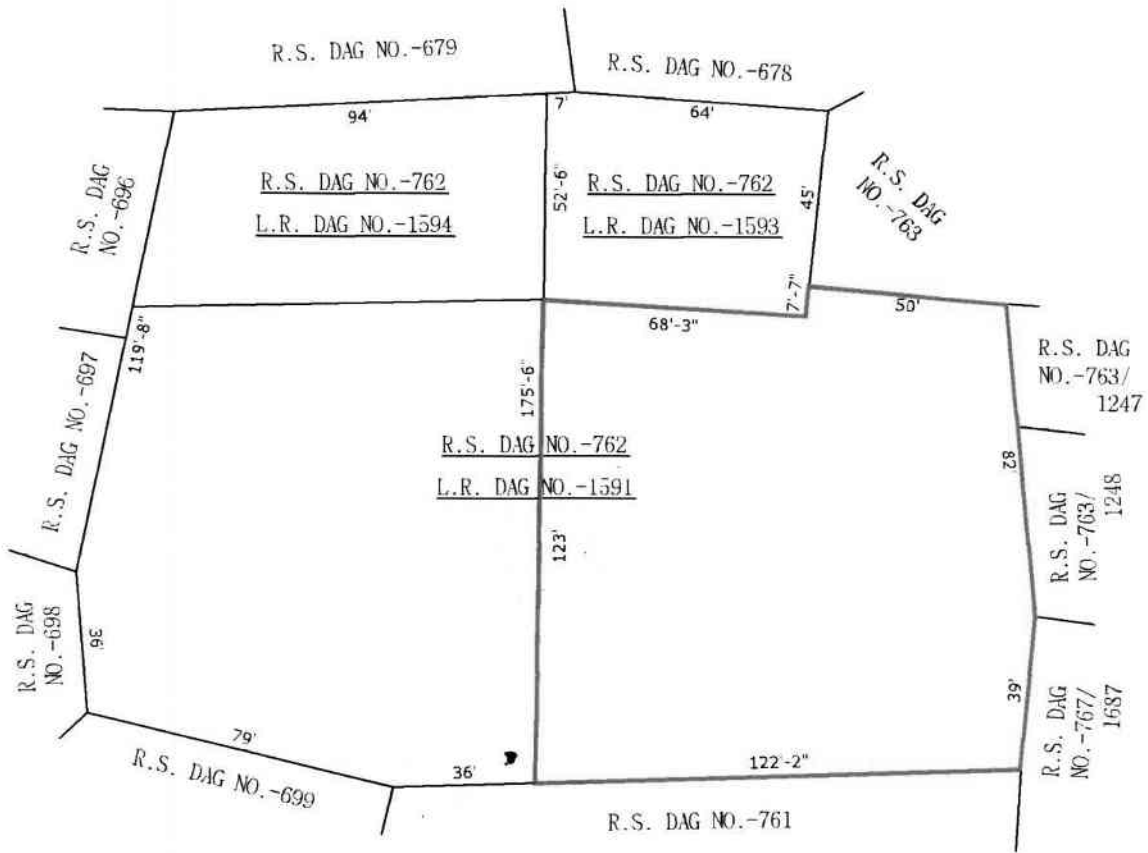 R.S. DAG NO.-679
R.S. DAG NO.-678
94'
7'
64'
R.S. DAG
NO.-696
R.S. DAG NO.-762
L.R. DAG NO.-1594
52'-6"
R.S. DAG NO.-762
L.R. DAG NO.-1593
45'
R.S. DAG
NO.-763
7'-7"
68'-3"
50'
119'-8"
R.S. DAG NO.-697
175'-6"
R.S. DAG NO.-762
L.R. DAG NO.-1591
123'
R.S. DAG
NO.-763/
1247
82'
R.S. DAG
NO.-763/
1248
R.S. DAG
NO.-698
36'
39'
R.S. DAG
NO.-767/
1687
79'
R.S. DAG NO.-699
36'
122'-2"
R.S. DAG NO.-761